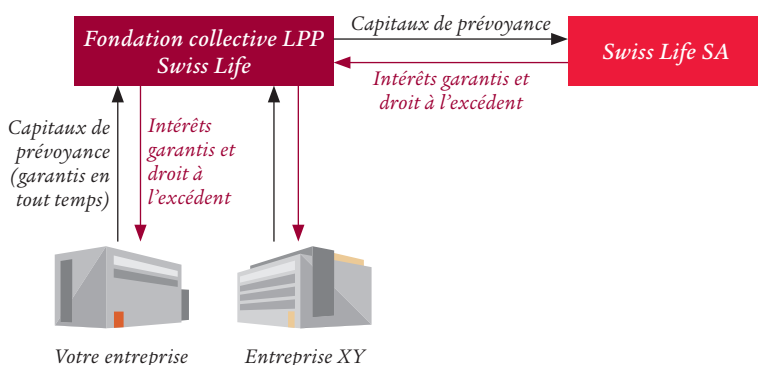 Fondation collective LPP
Swiss Life
Capitaux de prévoyance
Swiss Life SA
Intérêts garantis et
droit à l'excédent
Capitaux de
prévoyance
(garantis en
tout temps)
Intérêts
garantis et
droit à
l'excédent
Votre entreprise
Entreprise XY